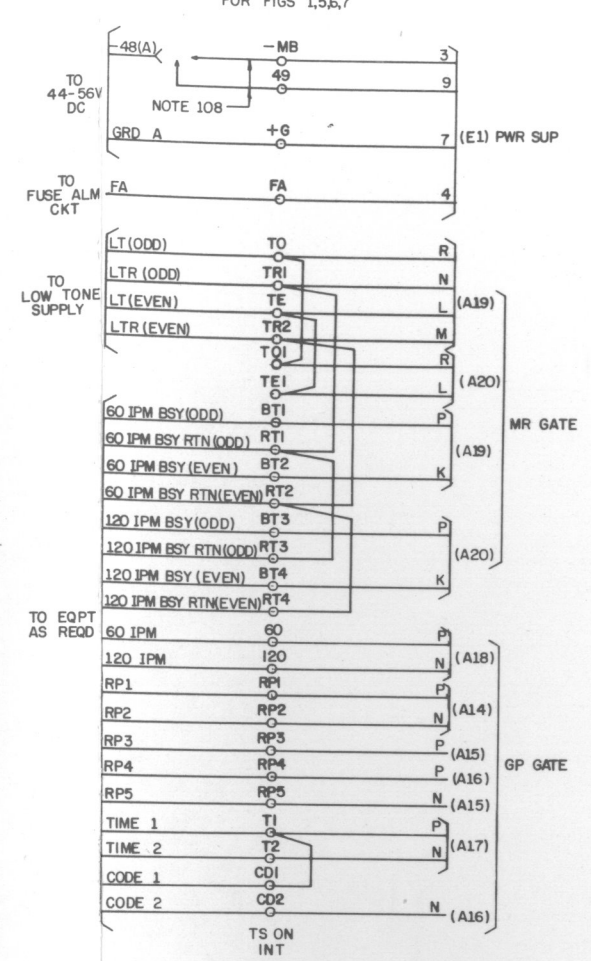 FOR FIGS 1,5,6,7
-48(A) -MB 3
49 9
TO
44-56V
DC
NOTE 108
GRD A +G 7 (E1) PWR SUP
TO
FUSE ALM
CKT
FA FA 4
LT(ODD) TO R
LTR (ODD) TR1 N
TO
LOW TONE
SUPPLY
LT(EVEN) TE L (A19)
LTR (EVEN) TR2 M
TO1 R
TE1 L (A20)
MR GATE
60 IPM BSY(ODD) BT1 P
60 IPM BSY RTN(ODD) RT1 (A19)
60 IPM BSY(EVEN) BT2 K
60 IPM BSY RTN(EVEN) RT2
120 IPM BSY(ODD) BT3 P
120 IPM BSY RTN(ODD) RT3 (A20)
120 IPM BSY (EVEN) BT4 K
120 IPM BSY RTN(EVEN) RT4
TO EQPT
AS REQD
60 IPM 60 P
120 IPM 120 N (A18)
RP1 RP1 P
RP2 RP2 N (A14)
RP3 RP3 P (A15)
RP4 RP4 P (A16)
GP GATE
RP5 RP5 N (A15)
TIME 1 T1 P
TIME 2 T2 N (A17)
CODE 1 CD1
CODE 2 CD2 N (A16)
TS ON
INT